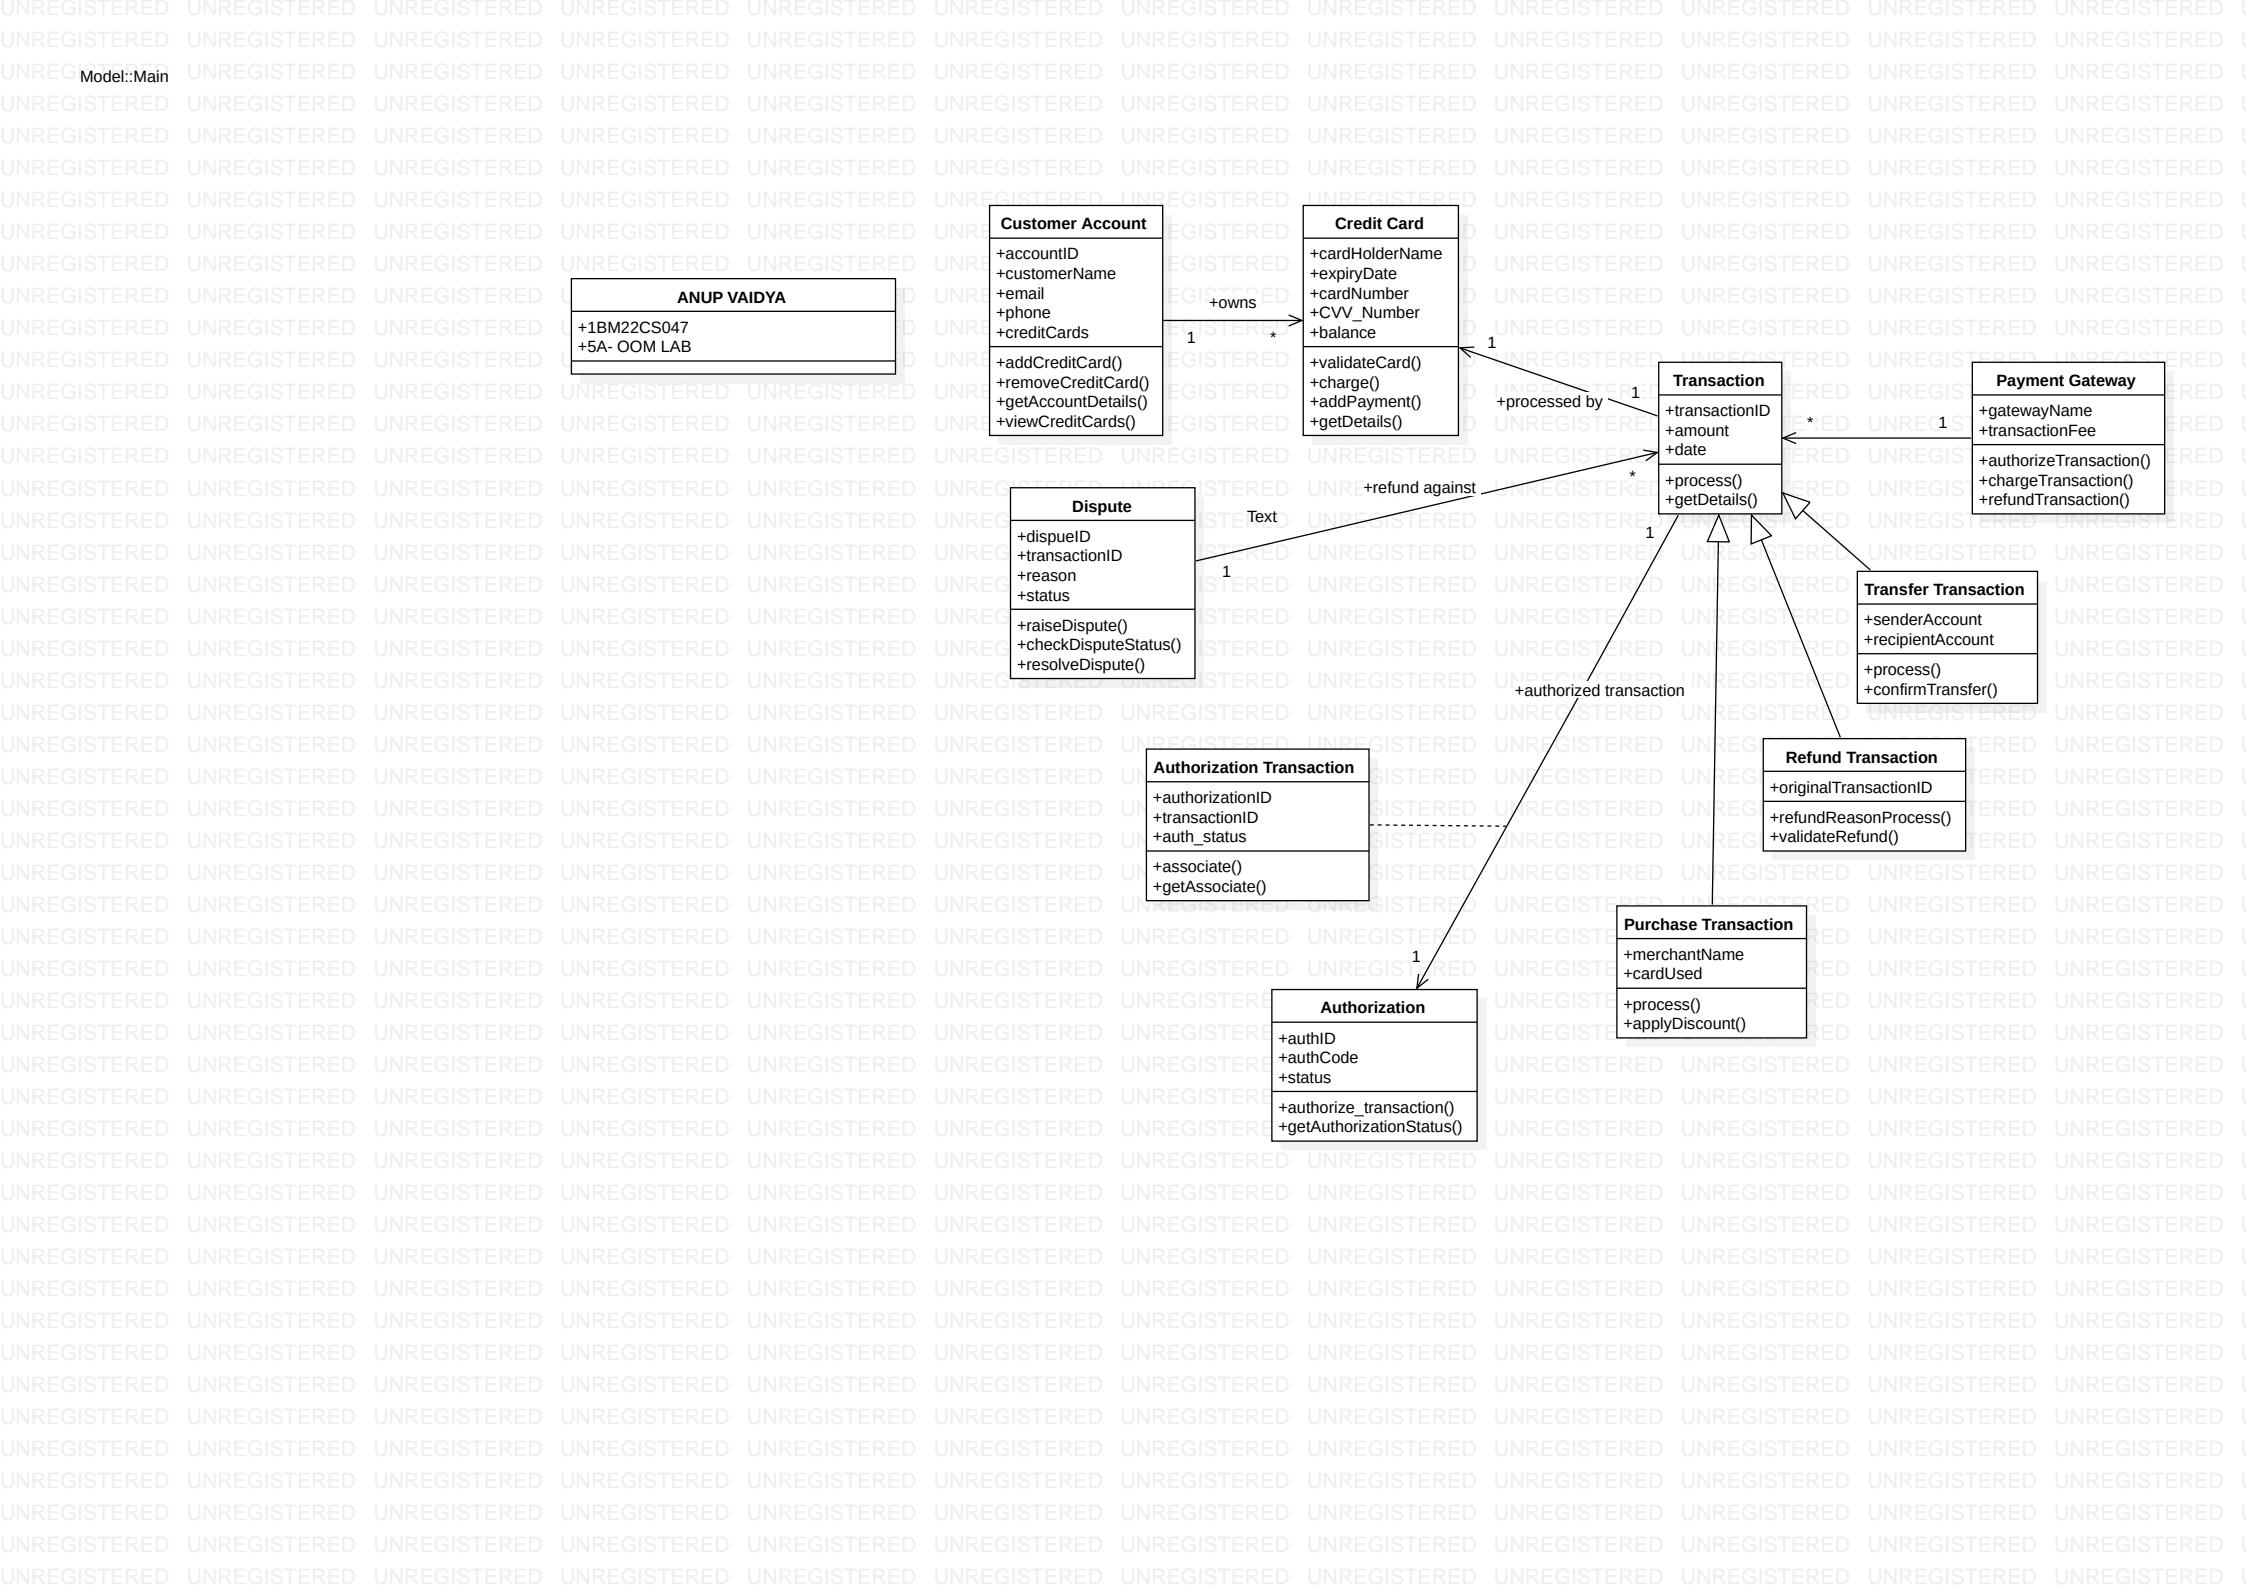 Model::Main
ANUP VAIDYA
+1BM22CS047
+5A- OOM LAB
Customer Account
+accountID
+customerName
+email
+phone
+creditCards
+addCreditCard()
+removeCreditCard()
+getAccountDetails()
+viewCreditCards()
+owns
1
*
Credit Card
+cardHolderName
+expiryDate
+cardNumber
+CVV_Number
+balance
+validateCard()
+charge()
+addPayment()
+getDetails()
1
+processed by
1
Transaction
+transactionID
+amount
+date
+process()
+getDetails()
*
1
Payment Gateway
+gatewayName
+transactionFee
+authorizeTransaction()
+chargeTransaction()
+refundTransaction()
Dispute
+dispueID
+transactionID
+reason
+status
+raiseDispute()
+checkDisputeStatus()
+resolveDispute()
1
Text
+refund against
*
Transfer Transaction
+senderAccount
+recipientAccount
+process()
+confirmTransfer()
1
+authorized transaction
1
Refund Transaction
+originalTransactionID
+refundReasonProcess()
+validateRefund()
Authorization Transaction
+authorizationID
+transactionID
+auth_status
+associate()
+getAssociate()
Purchase Transaction
+merchantName
+cardUsed
+process()
+applyDiscount()
Authorization
+authID
+authCode
+status
+authorize_transaction()
+getAuthorizationStatus()
UNREGISTERED